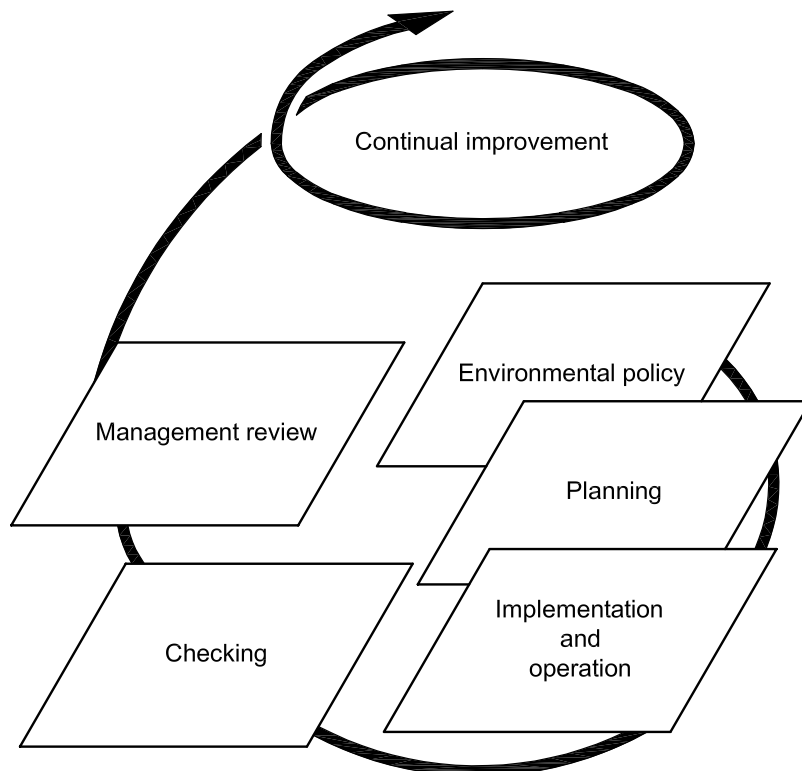 Continual improvement
Environmental policy
Management review
Planning
Implementation
and
operation
Checking